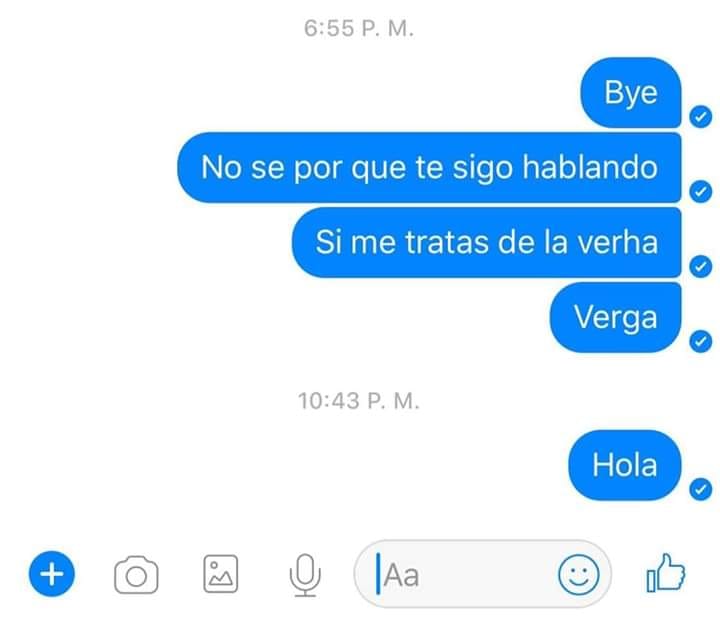 6:55 P. M.
Bye
No se por que te sigo hablando
Si me tratas de la verha
Verga
10:43 P. M.
Hola
Aa